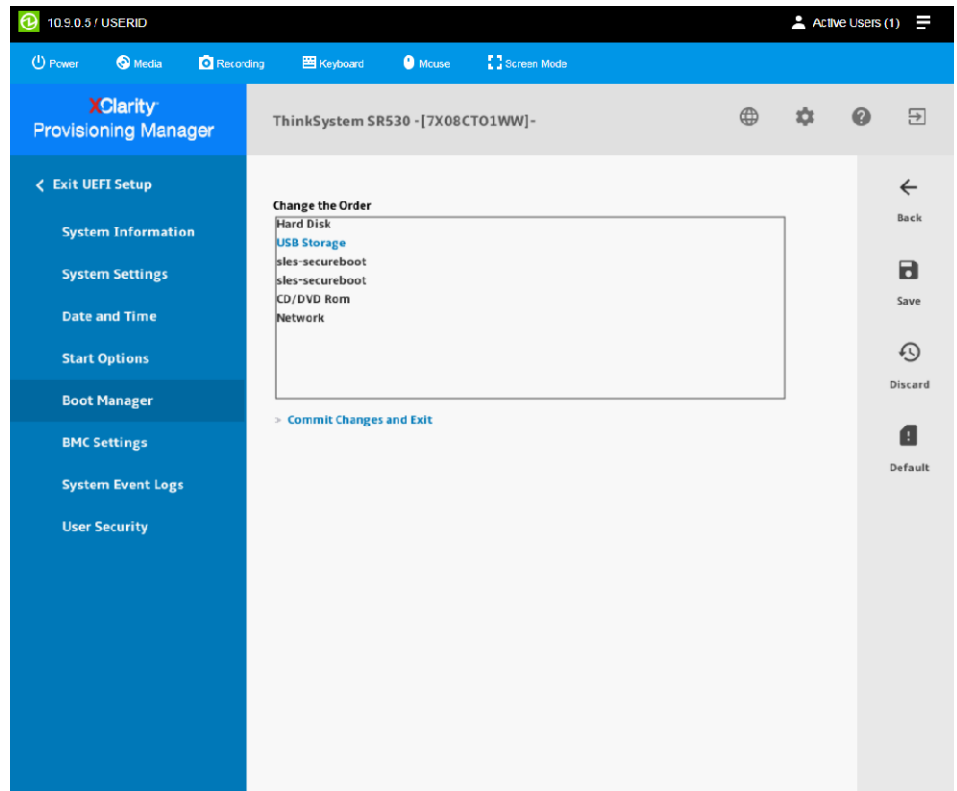 10.9.0.5 / USERID
Active Users (1)
Power Media Recording Keyboard Mouse Screen Mode
XClarity
Provisioning Manager
ThinkSystem SR530 -[7X08CTO1WW]-
Exit UEFI Setup
System Information
System Settings
Date and Time
Start Options
Boot Manager
BMC Settings
System Event Logs
User Security
Change the Order
Hard Disk
USB Storage
sles-secureboot
sles-secureboot
CD/DVD Rom
Network
> Commit Changes and Exit
Back
Save
Discard
Default